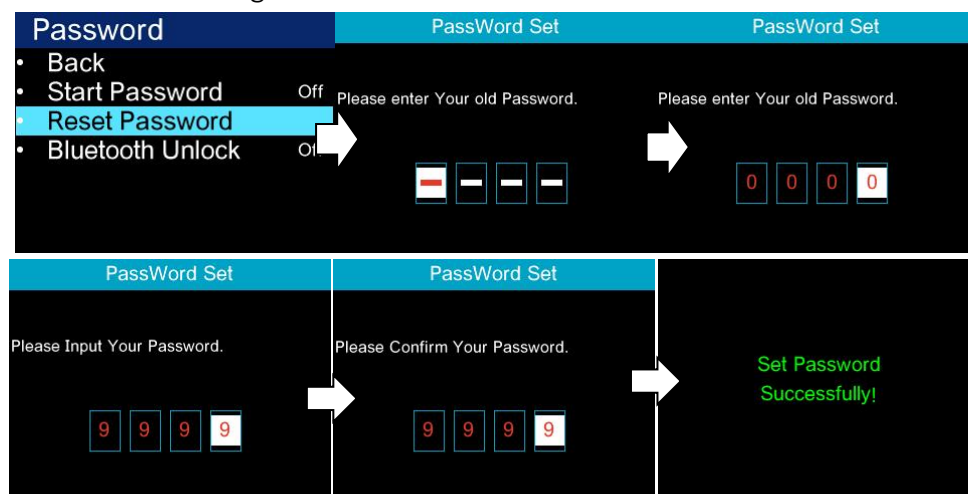 Password
• Back
• Start Password Off
• Reset Password
• Bluetooth Unlock
PassWord Set
Please enter Your old Password.
- - - -
PassWord Set
Please enter Your old Password.
0 0 0 0
PassWord Set
Please Input Your Password.
9 9 9 9
PassWord Set
Please Confirm Your Password.
9 9 9 9
Set Password
Successfully!